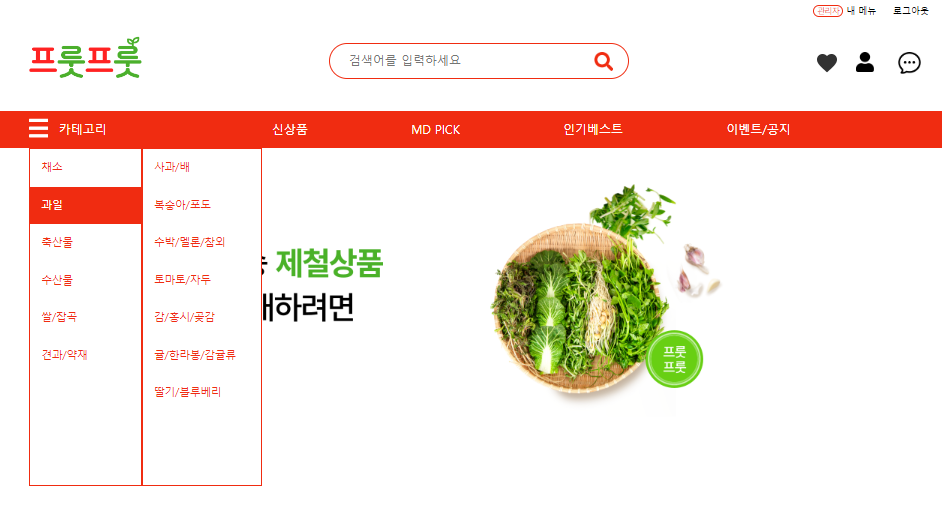 관리자 내 메뉴 로그아웃
프룻프룻
검색어를 입력하세요
카테고리 신상품 MD PICK 인기베스트 이벤트/공지
채소 사과/배
과일 복숭아/포도
축산물 수박/멜론/참외
수산물 토마토/자두
쌀/잡곡 감/홍시/곶감
견과/약재 귤/한라봉/감귤류
딸기/블루베리
제철상품
하려면
프룻
프룻